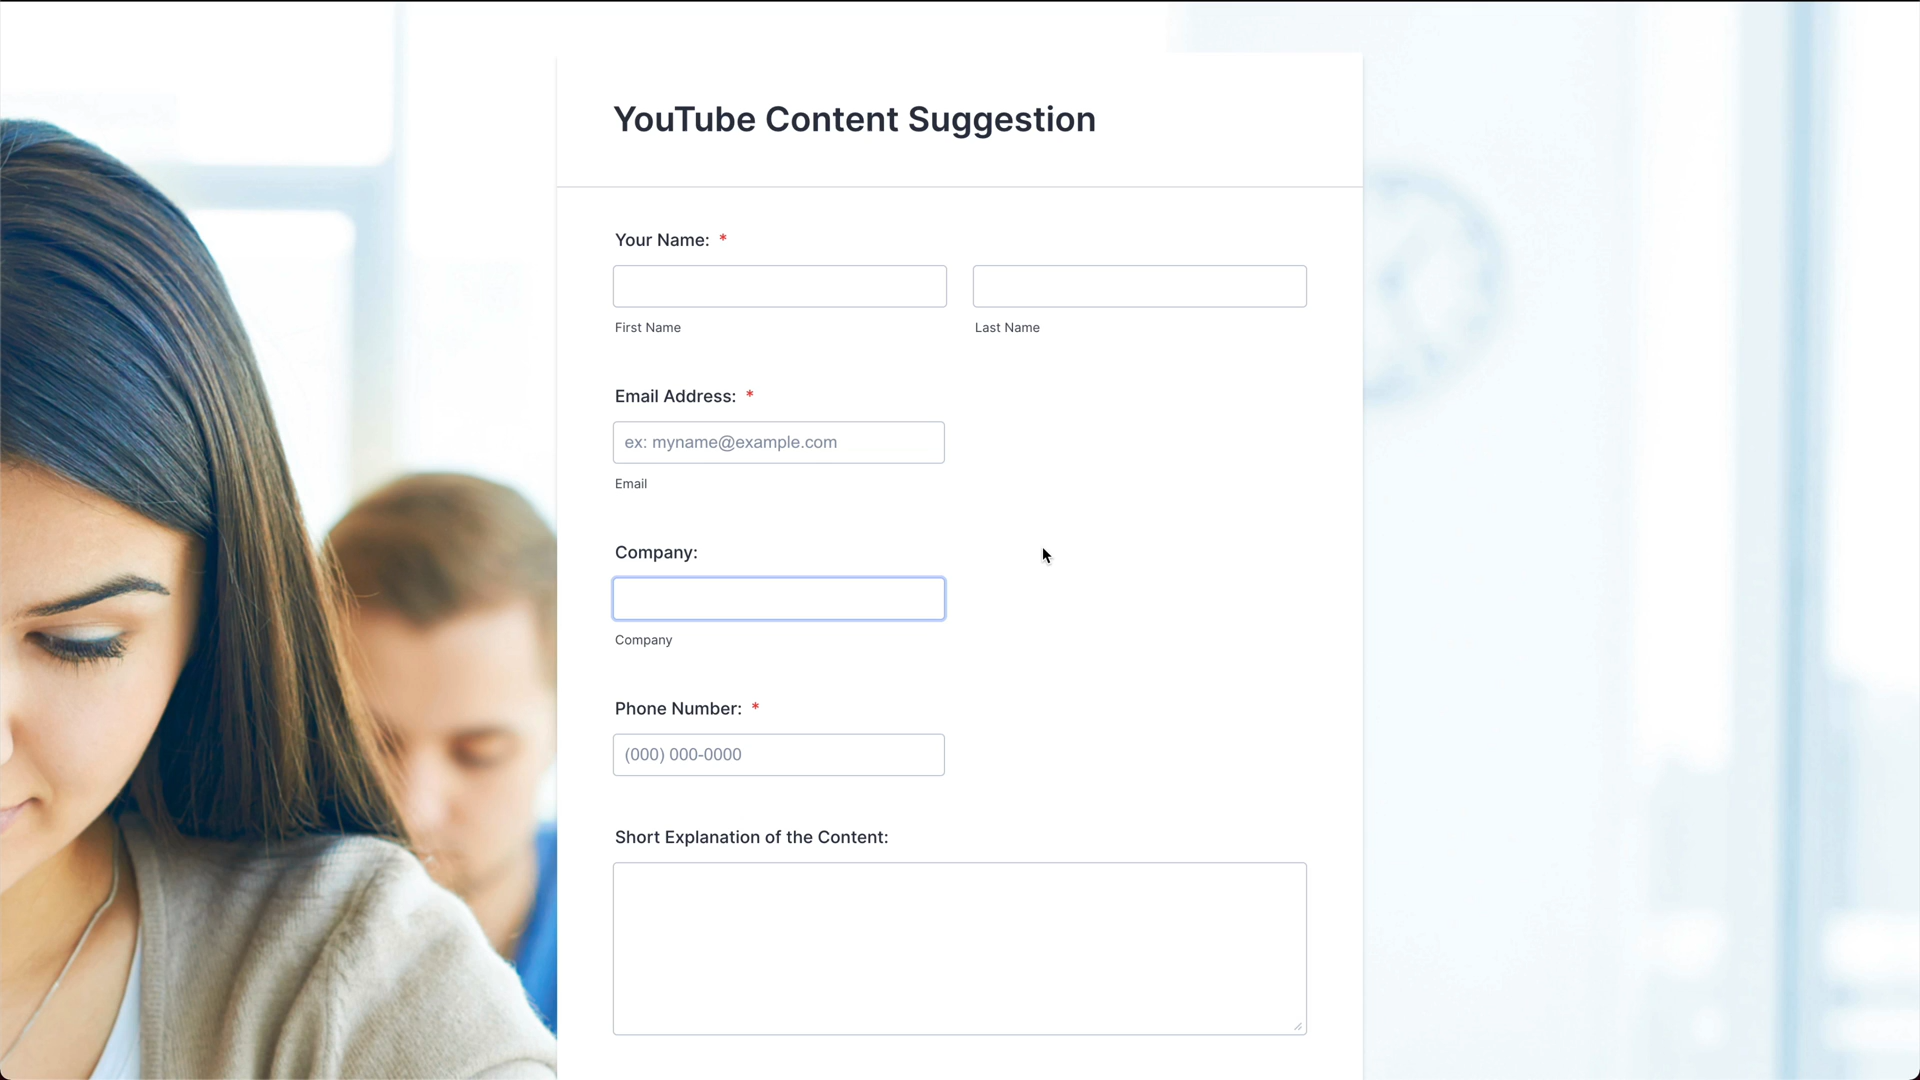 YouTube Content Suggestion
Your Name: *
First Name
Last Name
Email Address: *
ex: myname@example.com
Email
Company:
Company
Phone Number: *
(000) 000-0000
Short Explanation of the Content: